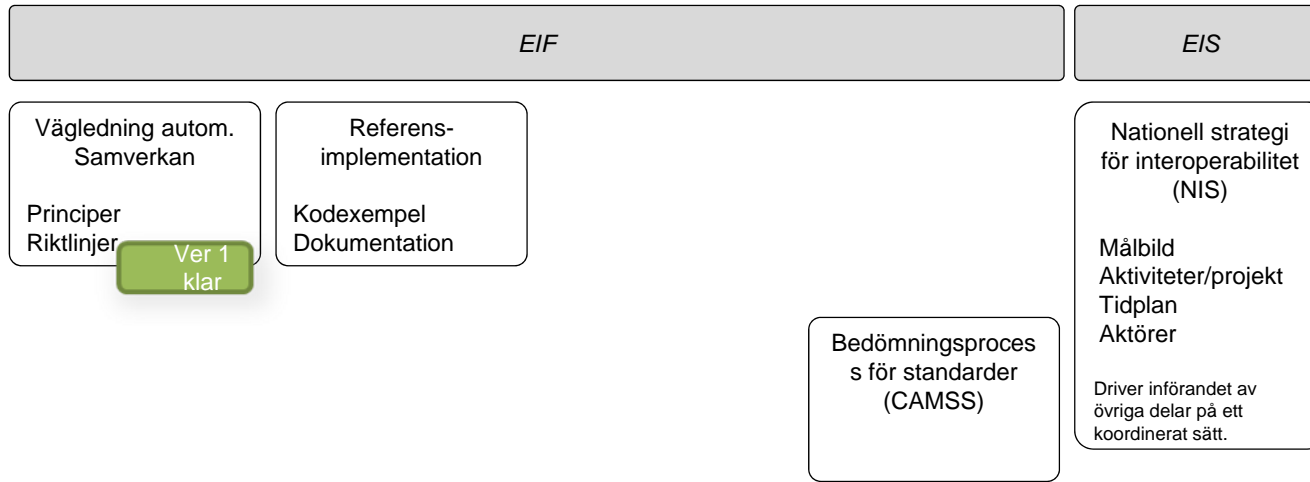 EIF
EIS
Vägledning autom.
Samverkan
Principer
Riktlinjer
Ver 1
klar
Referens-
implementation
Kodexempel
Dokumentation
Bedömningsproces
s för standarder
(CAMSS)
Nationell strategi
för interoperabilitet
(NIS)
Målbild
Aktiviteter/projekt
Tidplan
Aktörer
Driver införandet av
övriga delar på ett
koordinerat sätt.